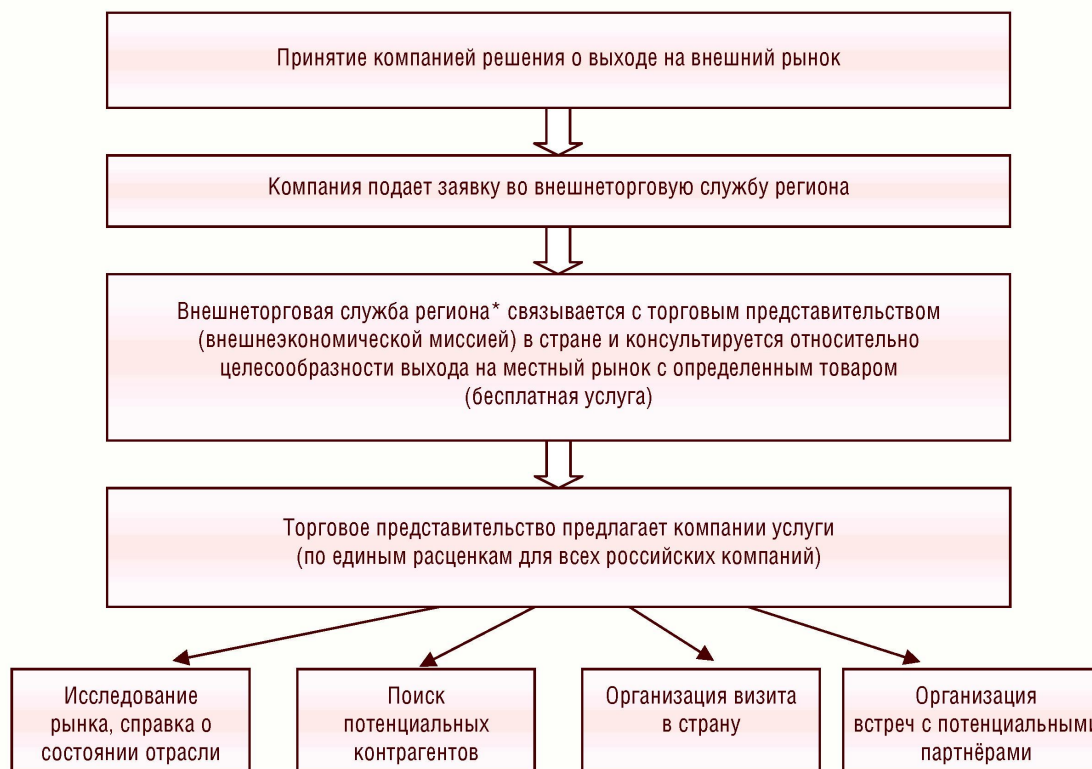 Принятие компанией решения о выходе на внешний рынок
Компания подает заявку во внешнеторговую службу региона
Внешнеторговая служба региона* связывается с торговым представительством
(внешнеэкономической миссией) в стране и консультируется относительно
целесообразности выхода на местный рынок с определенным товаром
(бесплатная услуга)
Торговое представительство предлагает компании услуги
(по единым расценкам для всех российских компаний)
Исследование
рынка, справка о
состоянии отрасли
Поиск
потенциальных
контрагентов
Организация визита
в страну
Организация
встреч с потенциальными
партнёрами